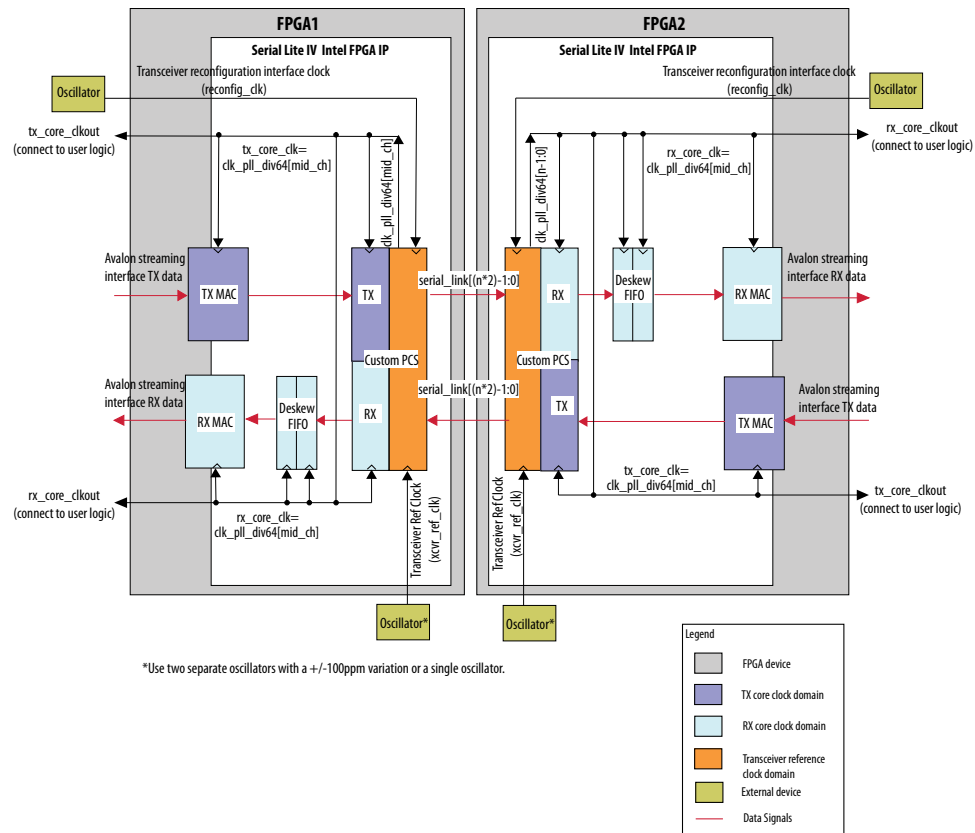 FPGA1
FPGA2
Serial Lite IV Intel FPGA IP
Serial Lite IV Intel FPGA IP
Transceiver reconfiguration interface clock
(reconfig_clk)
Transceiver reconfiguration interface clock
(reconfig_clk)
Oscillator
Oscillator
tx_core_clkout
(connect to user logic)
tx_core_clk=
clk_pll_div64[mid_ch]
clk_pll_div64[mid_ch]
clk_pll_div64[n-1:0]
rx_core_clk=
clk_pll_div64[mid_ch]
rx_core_clkout
(connect to user logic)
Avalon streaming
interface TX data
TX MAC
TX
serial_link[(n*2)-1:0]
RX
Deskew
FIFO
RX MAC
Avalon streaming
interface RX data
Custom PCS
Custom PCS
Avalon streaming
interface RX data
RX MAC
Deskew
FIFO
RX
serial_link[(n*2)-1:0]
TX
TX MAC
Avalon streaming
interface TX data
rx_core_clkout
(connect to user logic)
rx_core_clk=
clk_pll_div64[mid_ch]
Transceiver Ref Clock
(xcvr_ref_clk)
Transceiver Ref Clock
(xcvr_ref_clk)
tx_core_clk=
clk_pll_div64[mid_ch]
tx_core_clkout
(connect to user logic)
Oscillator*
Oscillator*
*Use two separate oscillators with a +/-100ppm variation or a single oscillator.
Legend
FPGA device
TX core clock domain
RX core clock domain
Transceiver reference
clock domain
External device
Data Signals